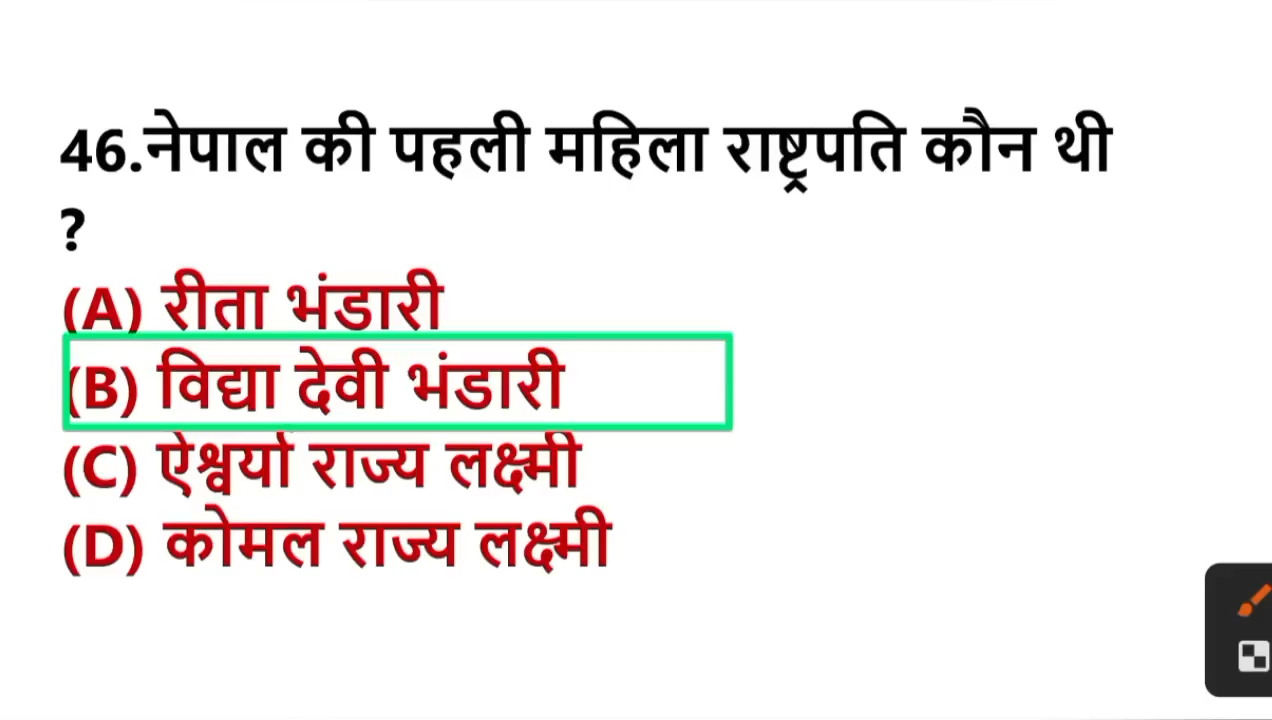 46.नेपाल की पहली महिला राष्ट्रपति कौन थी
?
(A) रीता भंडारी
(B) विद्या देवी भंडारी
(C) ऐश्वर्या राज्य लक्ष्मी
(D) कोमल राज्य लक्ष्मी